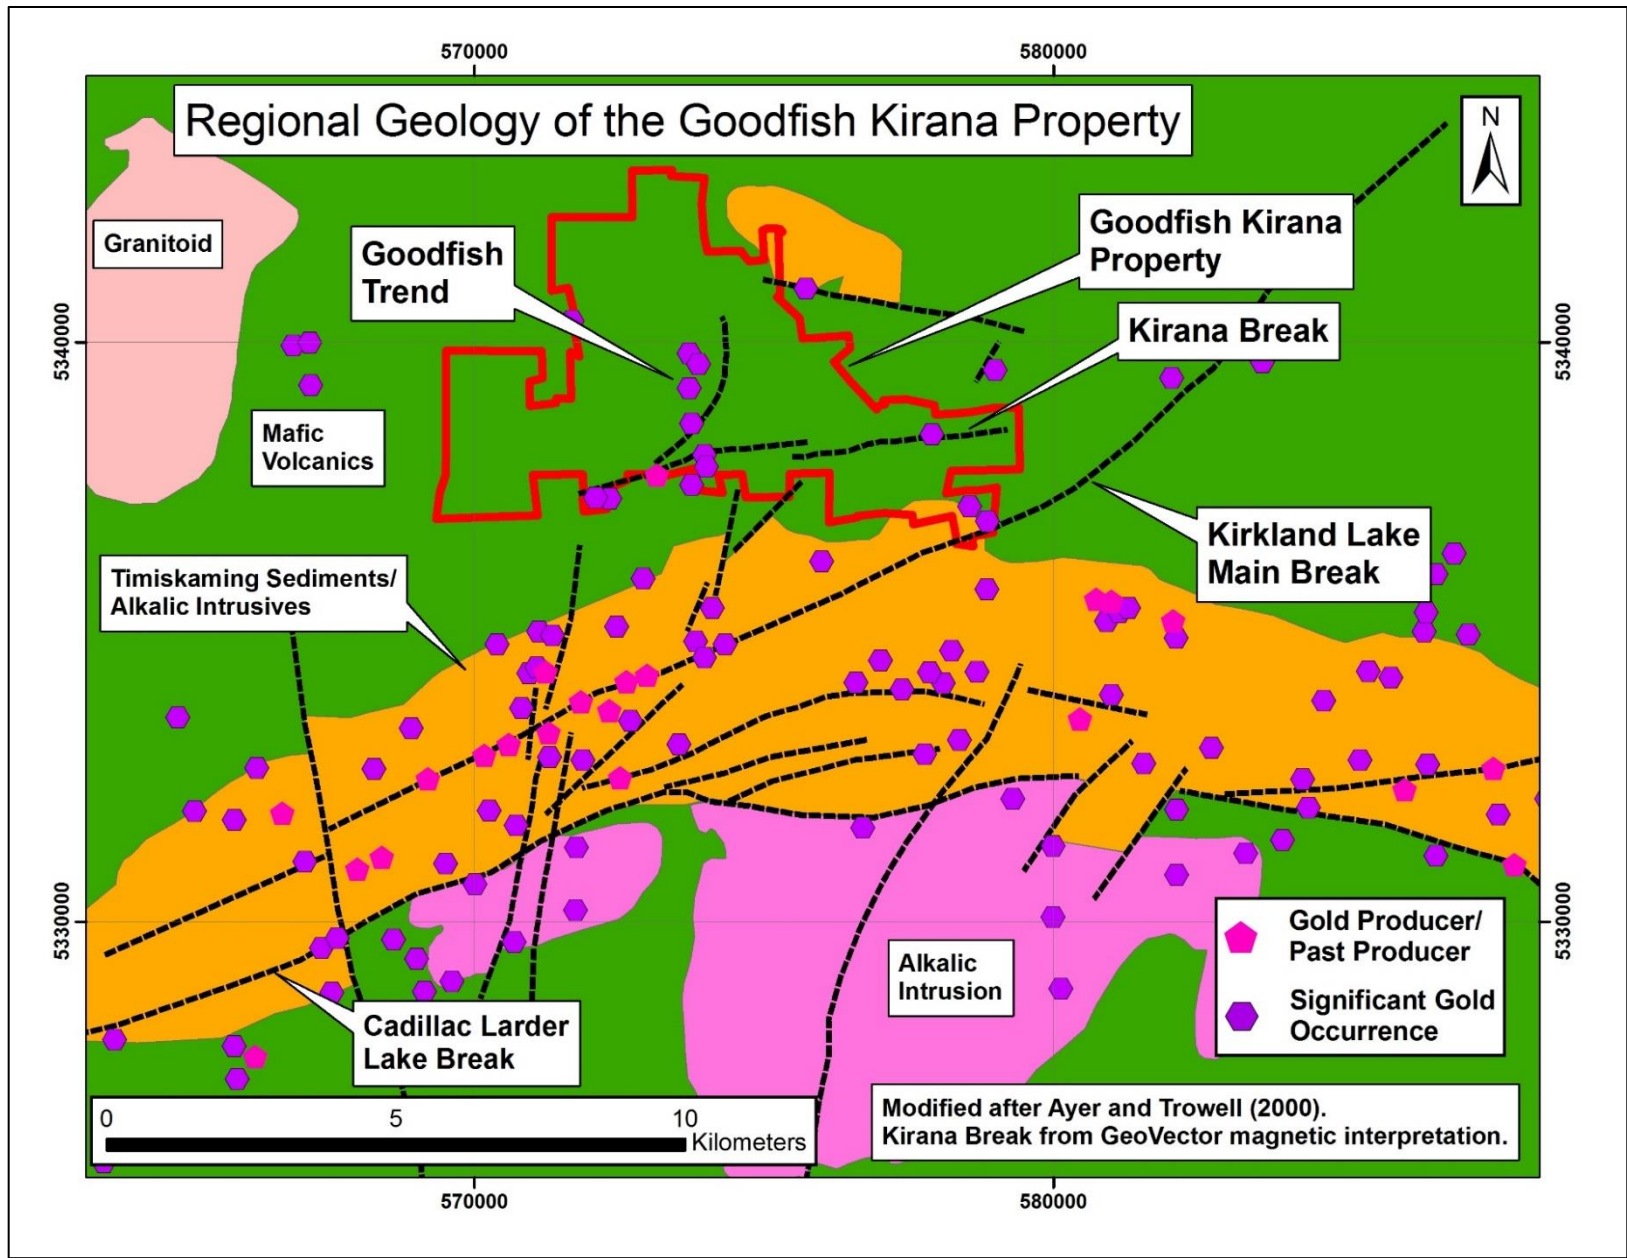 570000
580000
Regional Geology of the Goodfish Kirana Property
N
Granitoid
Goodfish
Trend
Goodfish Kirana
Property
Kirana Break
5340000
5340000
Mafic
Volcanics
Kirkland Lake
Main Break
Timiskaming Sediments/
Alkalic Intrusives
5330000
5330000
Alkalic
Intrusion
Gold Producer/
Past Producer
Significant Gold
Occurrence
Cadillac Larder
Lake Break
0
5
10
Kilometers
Modified after Ayer and Trowell (2000).
Kirana Break from GeoVector magnetic interpretation.
570000
580000